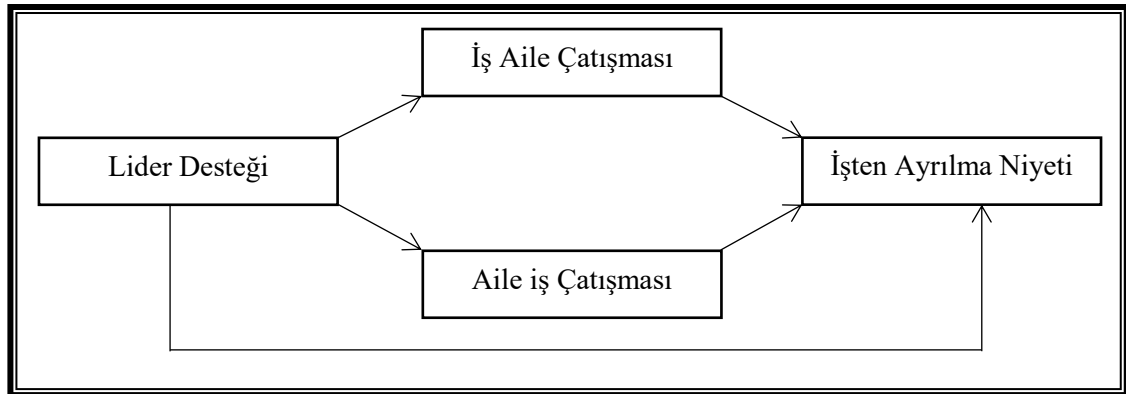 İş Aile Çatışması
Lider Desteği
İşten Ayrılma Niyeti
Aile iş Çatışması